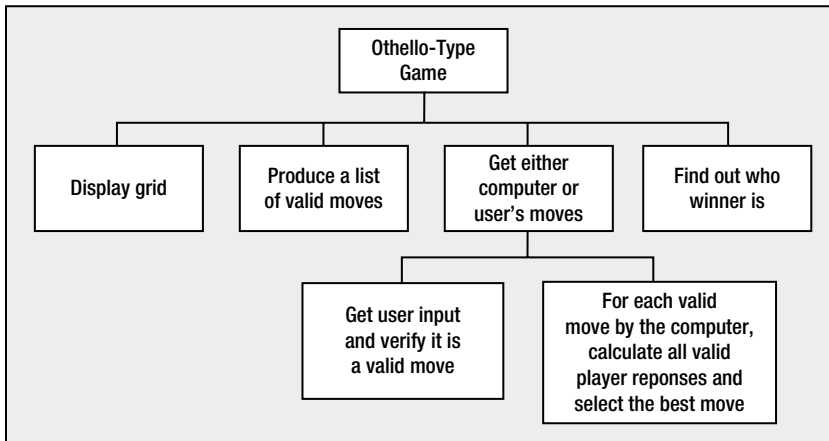 Othello-Type
Game
Display grid
Produce a list
of valid moves
Get either
computer or
user's moves
Find out who
winner is
Get user input
and verify it is
a valid move
For each valid
move by the computer,
calculate all valid
player reponses and
select the best move